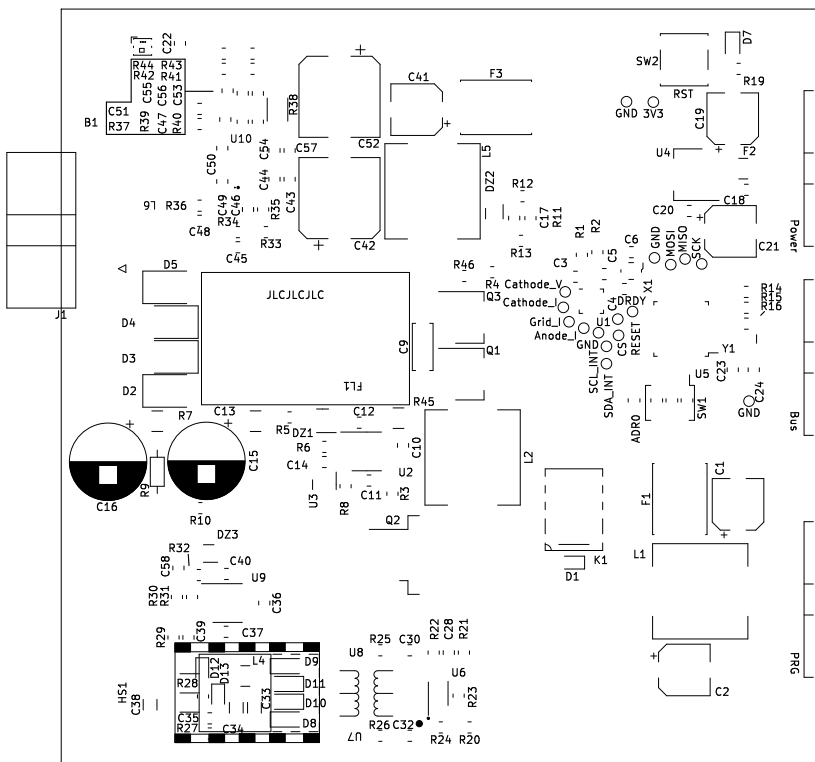 C22
R44
R43
R42
R41
C55
C56
C53
C51
R37
R39
C47
R40
B1
U10
R38
C41
F3
SW2
D7
R19
RST
GND
3V3
C19
F2
U4
C54
C57
C52
L5
C50
C44
C43
DZ2
R12
C18
C20
L6
R36
C49
C46
R35
R34
C17
R11
C48
R33
C45
C42
R13
R1
R2
C6
GND
MOSI
MISO
SCK
C21
Power
D5
JLCJLCJLC
R46
R4
Q3
C3
C5
Cathode_V
X1
R14
R15
R16
J1
D4
Cathode_I
C4
DRDY
Grid_I
U1
Anode_I
GND
CS
RESET
D3
C9
Q1
Y1
SCL_INT
SDA_INT
D2
FL1
R45
U5
C23
C24
ADR0
SW1
GND
Bus
R7
C13
R5
C12
DZ1
R6
C10
C14
U2
L2
C15
C16
R9
U3
R8
C11
R3
R10
Q2
F1
C1
DZ3
R32
C58
C40
U9
K1
D1
L1
R30
R31
C36
R29
C39
C37
R25
C30
R22
C28
R21
U8
L4
D9
D12
D13
R28
D11
U6
R23
PRG
HS1
C38
C33
D10
C35
R27
C34
D8
U7
R26
C32
R24
R20
C2